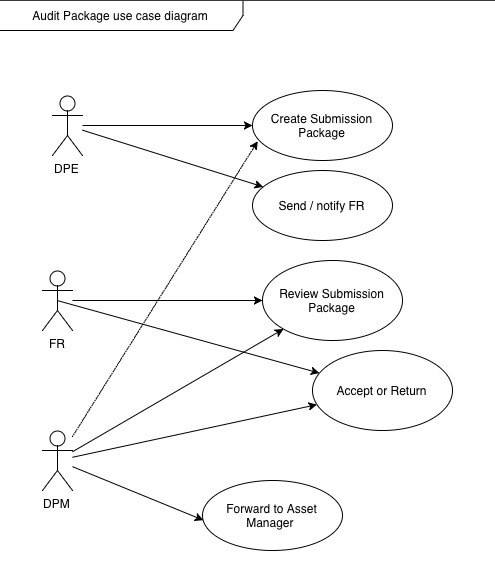 Audit Package use case diagram
Create Submission
Package
DPE
Send / notify FR
Review Submission
Package
FR
Accept or Return
DPM
Forward to Asset
Manager